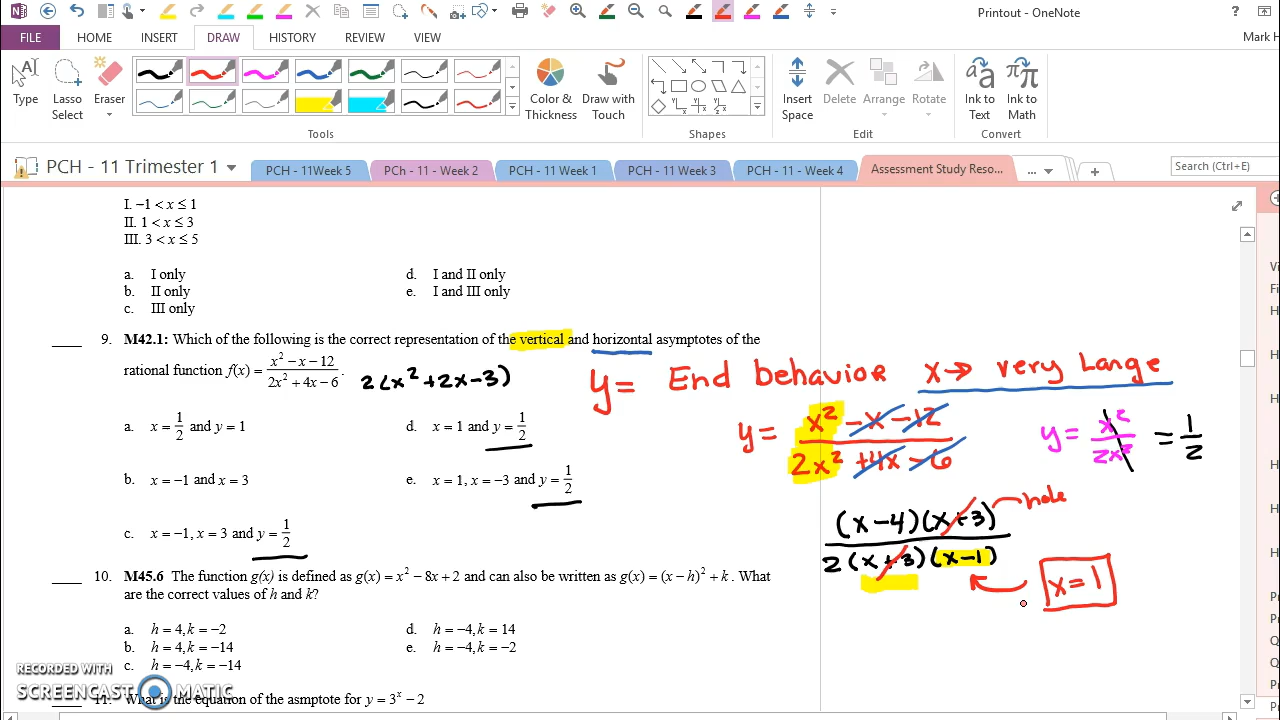 Printout - OneNote
?
FILE HOME INSERT DRAW HISTORY REVIEW VIEW
Mark H
Type
Lasso Select
Eraser
Color & Thickness
Draw with Touch
Insert Space
Delete
Arrange
Rotate
Ink to Text
Ink to Math
Tools
Shapes
Edit
Convert
PCH - 11 Trimester 1
PCH - 11Week 5
PCh - 11 - Week 2
PCH - 11 Week 1
PCH - 11 Week 3
PCH - 11 - Week 4
Assessment Study Reso...
...
Search (Ctrl+E)
I. −1 < x ≤ 1
II. 1 < x ≤ 3
III. 3 < x ≤ 5
a. I only
b. II only
c. III only
d. I and II only
e. I and III only
9. M42.1: Which of the following is the correct representation of the vertical and horizontal asymptotes of the
rational function f(x) = (x² − x − 12)/(2x² + 4x − 6).
2(x² + 2x − 3)
x = 1/2 and y = 1
x = −1 and x = 3
c. x = −1, x = 3 and y = 1/2
x = 1 and y = 1/2
e. x = 1, x = −3 and y = 1/2
y = End behavior x → very Large
y = (x² − x − 12)/(2x² + 4x − 6)
y = x²/2x² = 1/2
(x − 4)(x + 3) hole
2(x + 3)(x − 1)
x = 1
10. M45.6 The function g(x) is defined as g(x) = x² − 8x + 2 and can also be written as g(x) = (x − h)² + k. What
are the correct values of h and k?
a. h = 4, k = −2
b. h = 4, k = −14
c. h = −4, k = −14
d. h = −4, k = 14
e. h = −4, k = −2
RECORDED WITH
SCREENCAST MATIC
11. What is the equation of the asmptote for y = 3ˣ − 2